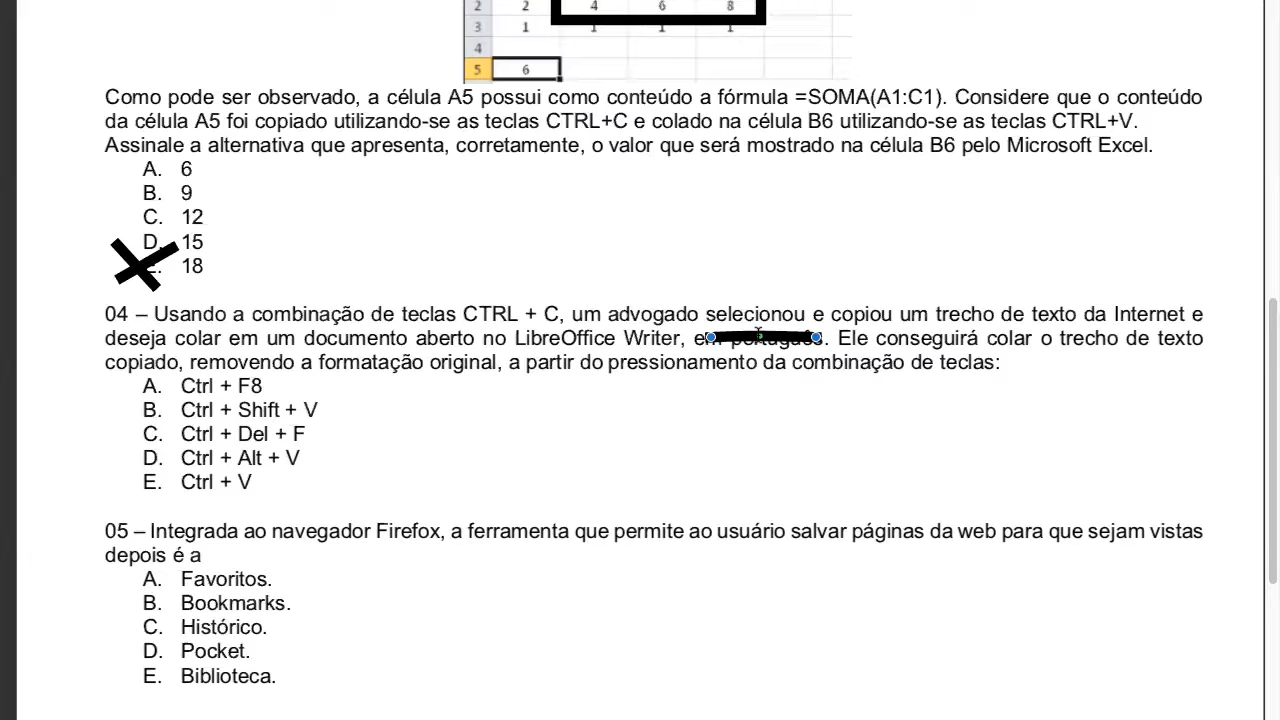 2 2 4 6 8
3 1 1 1 1
4
5 6
Como pode ser observado, a célula A5 possui como conteúdo a fórmula =SOMA(A1:C1). Considere que o conteúdo
da célula A5 foi copiado utilizando-se as teclas CTRL+C e colado na célula B6 utilizando-se as teclas CTRL+V.
Assinale a alternativa que apresenta, corretamente, o valor que será mostrado na célula B6 pelo Microsoft Excel.
A. 6
B. 9
C. 12
D. 15
18
04 – Usando a combinação de teclas CTRL + C, um advogado selecionou e copiou um trecho de texto da Internet e
deseja colar em um documento aberto no LibreOffice Writer, em português. Ele conseguirá colar o trecho de texto
copiado, removendo a formatação original, a partir do pressionamento da combinação de teclas:
A. Ctrl + F8
B. Ctrl + Shift + V
C. Ctrl + Del + F
D. Ctrl + Alt + V
E. Ctrl + V
05 – Integrada ao navegador Firefox, a ferramenta que permite ao usuário salvar páginas da web para que sejam vistas
depois é a
A. Favoritos.
B. Bookmarks.
C. Histórico.
D. Pocket.
E. Biblioteca.